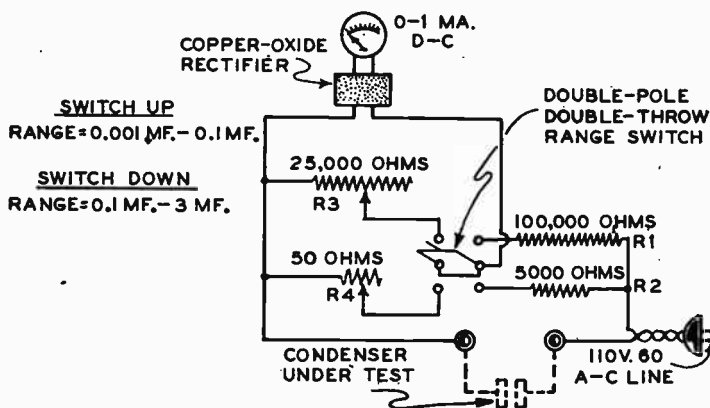 0-1 MA.
D-C
COPPER-OXIDE
RECTIFIER
SWITCH UP
RANGE=0.001 MF.-0.1 MF.
SWITCH DOWN
RANGE=0.1 MF.-3 MF.
DOUBLE-POLE
DOUBLE-THROW
RANGE SWITCH
25,000 OHMS
R3
100,000 OHMS
R1
50 OHMS
R4
5000 OHMS
R2
CONDENSER
UNDER TEST
110V. 60
A-C LINE